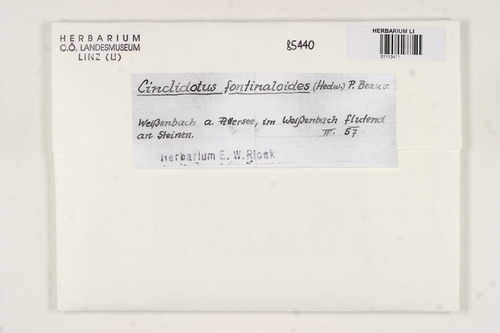 HERBARIUM
O.Ö. LANDESMUSEUM
LINZ (LI)
85440
HERBARIUM LI
Cinclidotus fontinaloides (Hedw.) P. Beauv.
Weißenbach a. Attersee, im Weißenbach flutend
an Steinen. III. 57
Herbarium E. W. Ricek